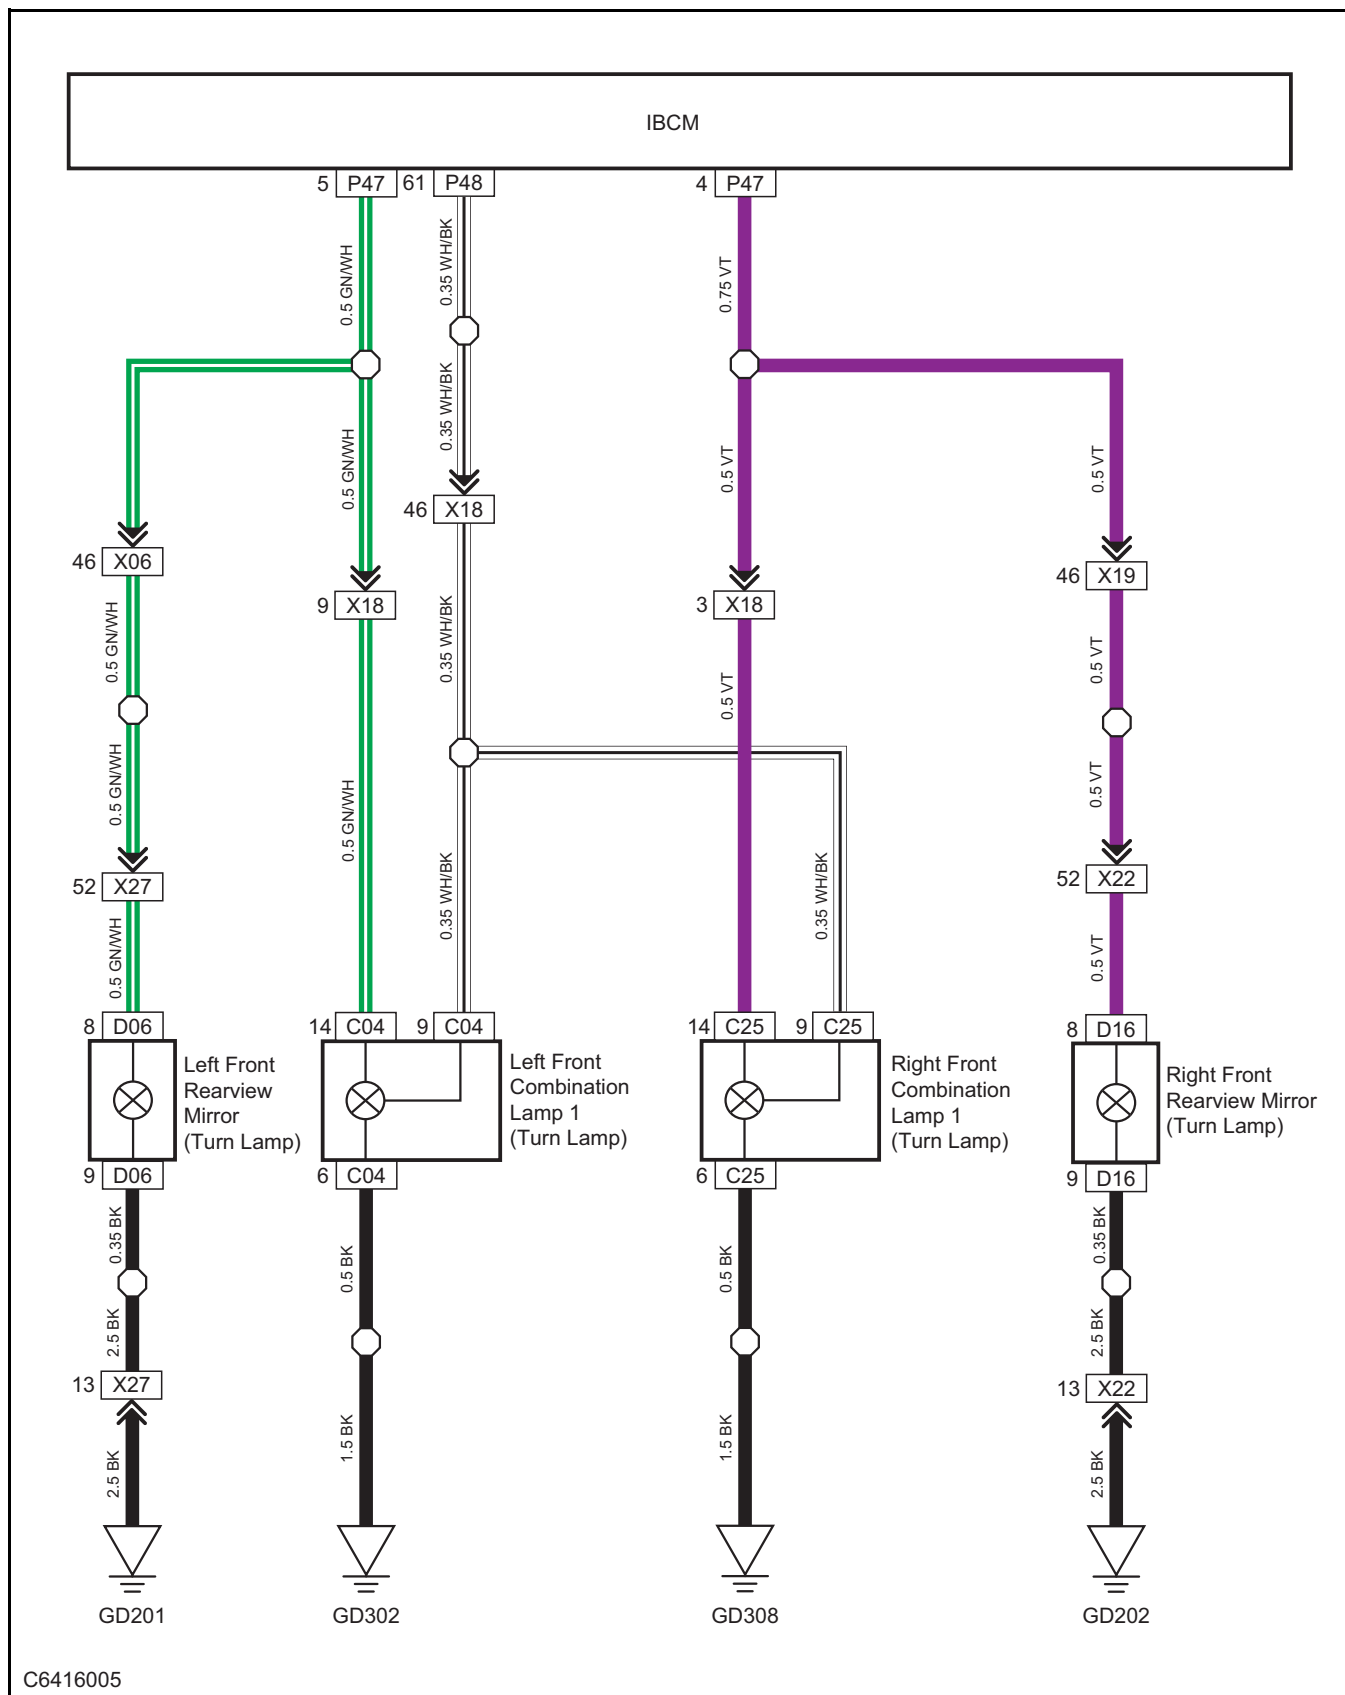 IBCM
5 P47 61 P48
4 P47
0.5 GN/WH
0.35 WH/BK
0.75 VT
0.5 GN/WH
0.35 WH/BK
0.5 VT
0.5 VT
46 X18
46 X06
9 X18
3 X18
46 X19
0.5 GN/WH
0.35 WH/BK
0.5 VT
0.5 VT
0.5 GN/WH
0.5 GN/WH
0.5 VT
52 X27
52 X22
0.5 GN/WH
0.35 WH/BK
0.35 WH/BK
0.5 VT
8 D06
14 C04
9 C04
14 C25
9 C25
8 D16
Left Front
Rearview
Mirror
(Turn Lamp)
Left Front
Combination
Lamp 1
(Turn Lamp)
Right Front
Combination
Lamp 1
(Turn Lamp)
Right Front
Rearview Mirror
(Turn Lamp)
9 D06
6 C04
6 C25
9 D16
0.35 BK
0.5 BK
0.5 BK
0.35 BK
2.5 BK
2.5 BK
13 X27
13 X22
2.5 BK
1.5 BK
1.5 BK
2.5 BK
GD201
GD302
GD308
GD202
C6416005